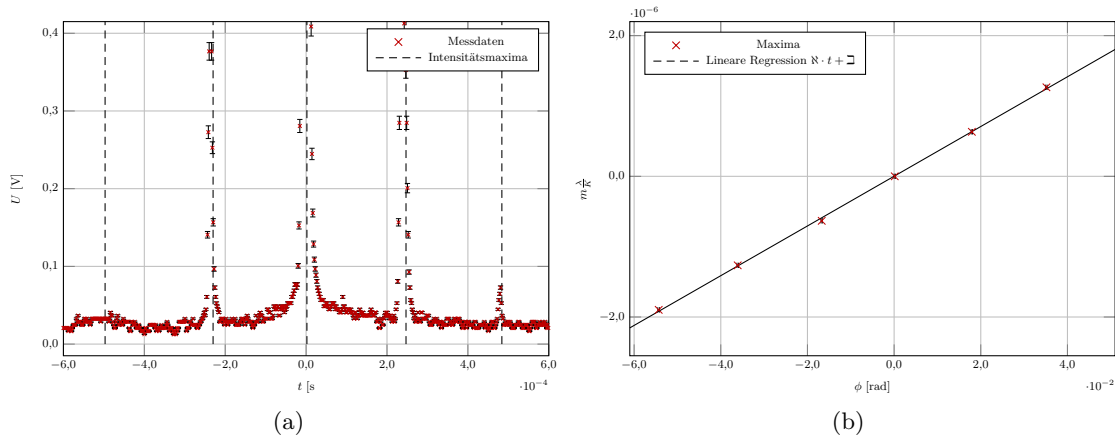 0,4
0,3
0,2
0,1
0,0
U [V]
−6,0 −4,0 −2,0 0,0 2,0 4,0 6,0
t [s
·10⁻⁴
Messdaten
Intensitätsmaxima
(a)
·10⁻⁶
2,0
0,0
−2,0
m λ/K
−6,0 −4,0 −2,0 0,0 2,0 4,0
ϕ [rad]
·10⁻²
Maxima
Lineare Regression ℵ · t + ℶ
(b)